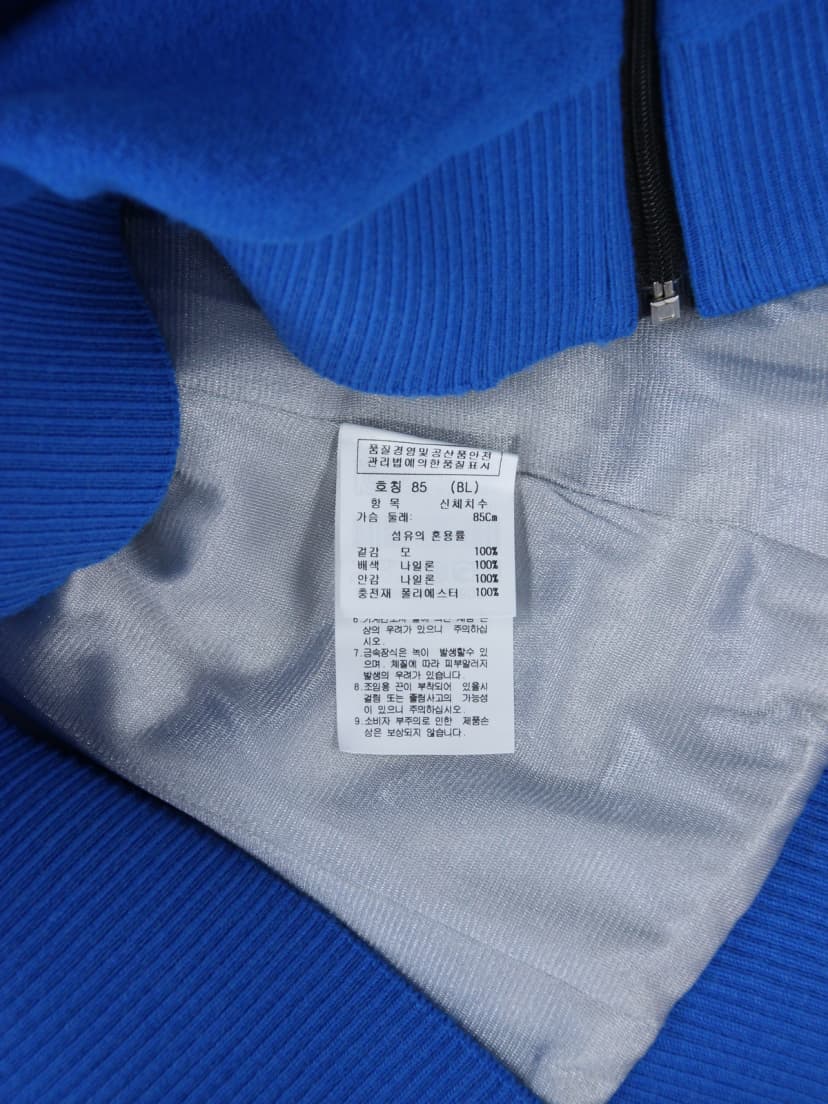 품질경영및공산품안전
관리법에의한품질표시
호칭 85 (BL)
항 목 신체치수
가슴 둘레: 85Cm
섬유의 혼용률
겉감 모 100%
배색 나일론 100%
안감 나일론 100%
충전재 폴리에스터 100%
상의 우려가 있으니 주의하십
시오.
7.금속장식은 녹이 발생할수 있
으며, 체질에 따라 피부알러지
발생의 우려가 있습니다.
8.조임용 끈이 부착되어 있을시
걸림 또는 졸림사고의 가능성
이 있으니 주의하십시오.
9.소비자 부주의로 인한 제품손
상은 보상되지 않습니다.